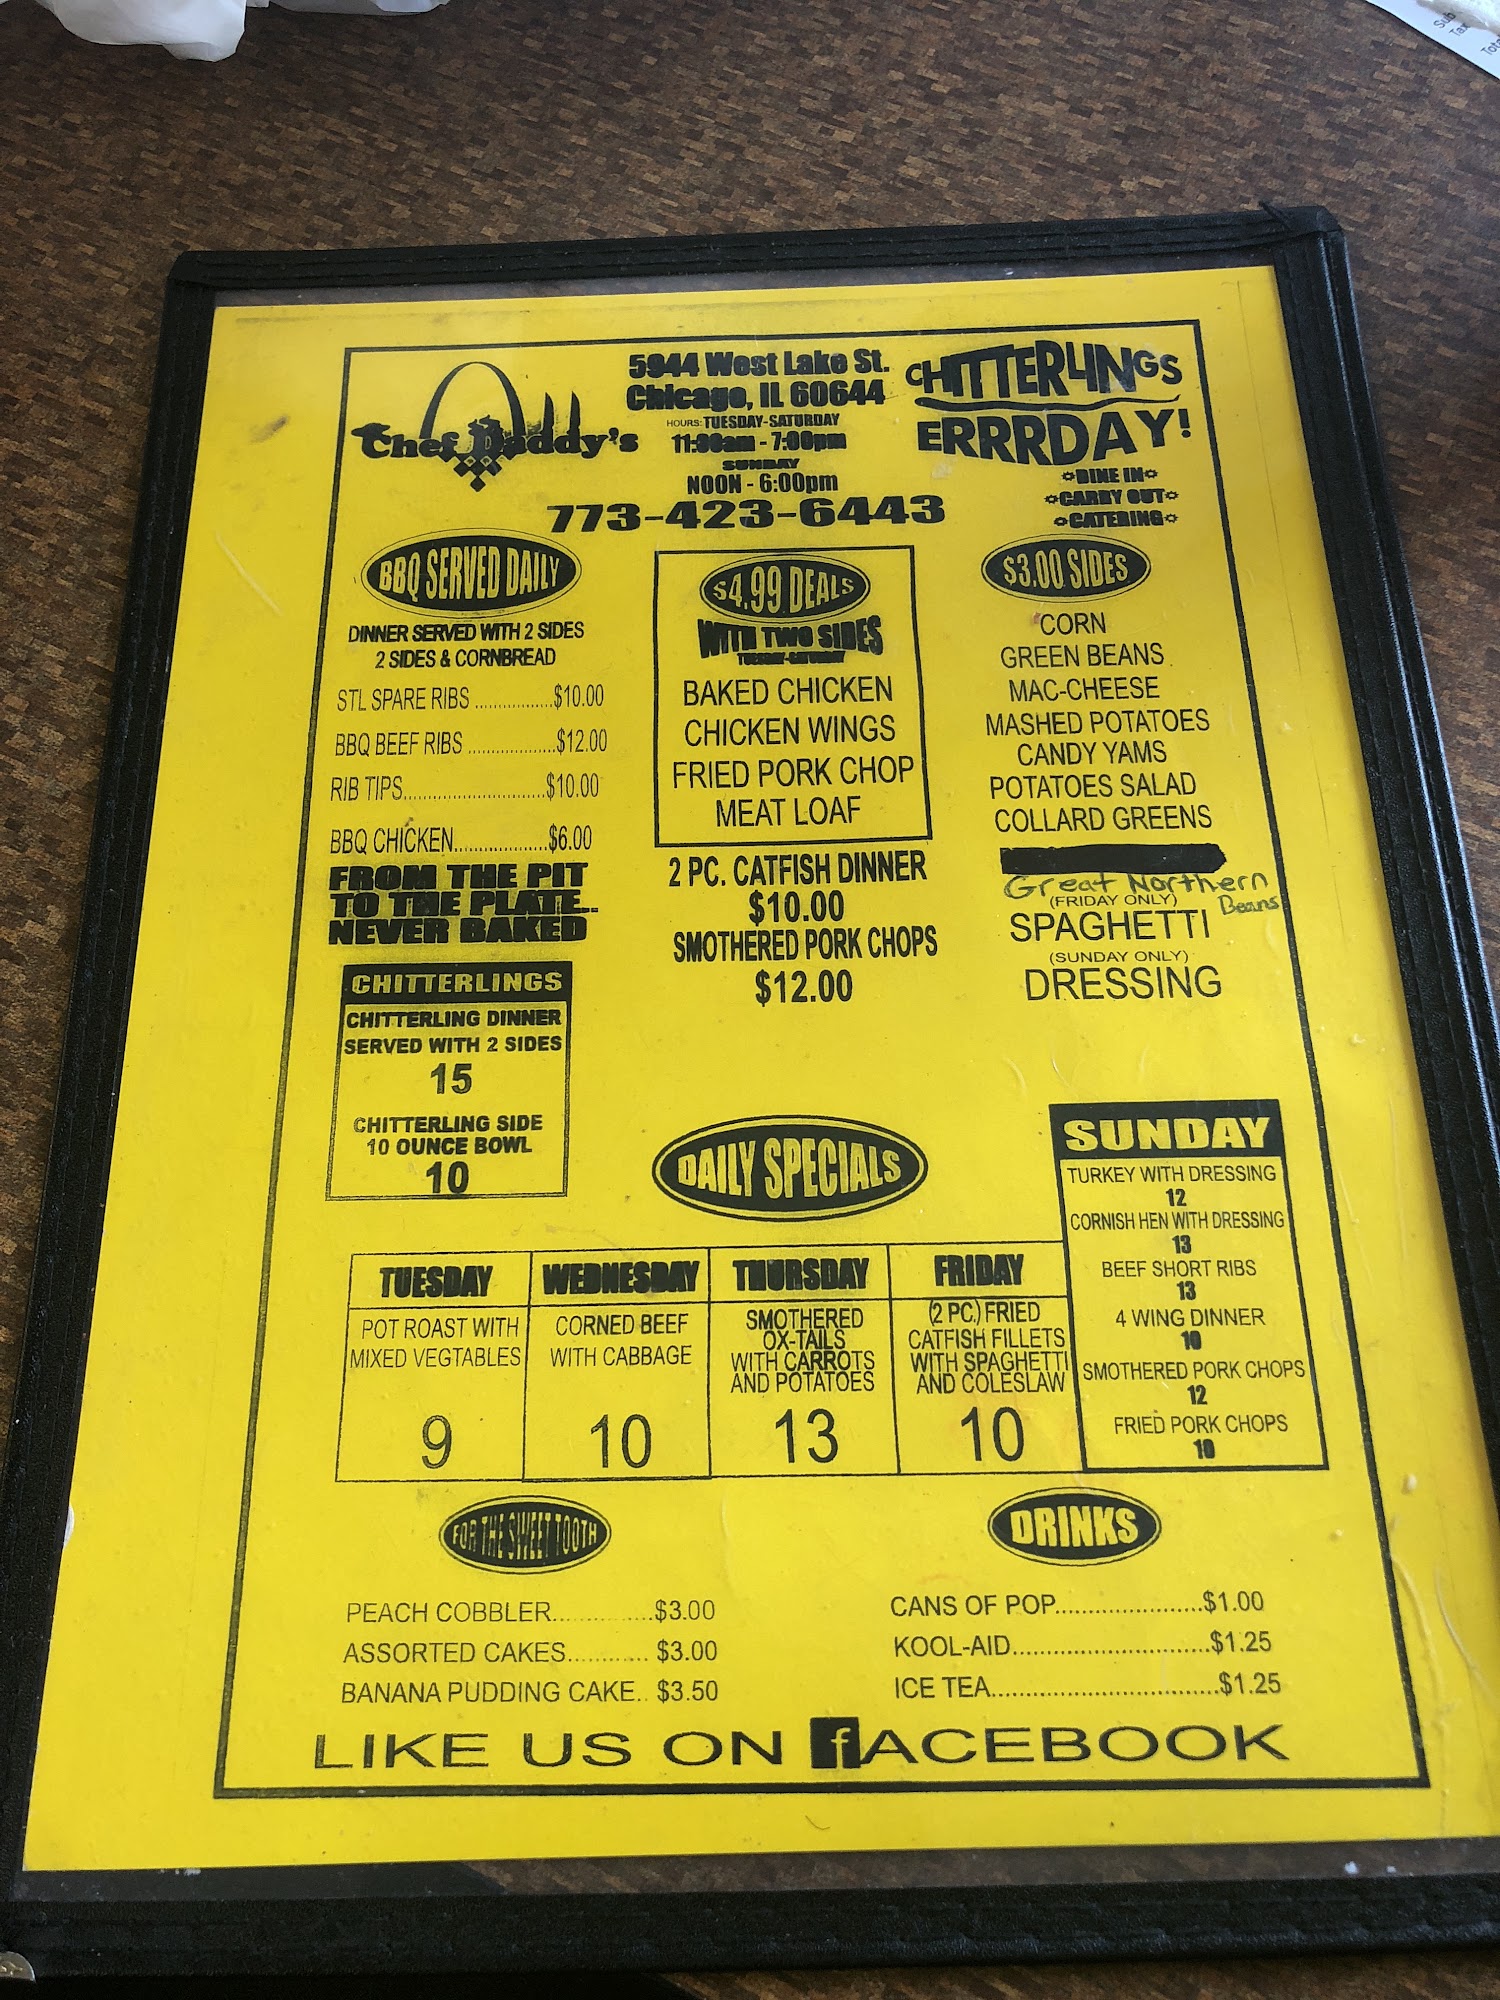 Chef Daddy's
5944 West Lake St.
Chicago, IL 60644
HOURS: TUESDAY-SATURDAY
11:00am - 7:00pm
SUNDAY
NOON - 6:00pm
773-423-6443
CHITTERLINGS
ERRRDAY!
DINE IN
CARRY OUT
CATERING
BBQ SERVED DAILY
DINNER SERVED WITH 2 SIDES
2 SIDES & CORNBREAD
STL SPARE RIBS .................$10.00
BBQ BEEF RIBS ...................$12.00
RIB TIPS..............................$10.00
BBQ CHICKEN....................$6.00
FROM THE PIT
TO THE PLATE..
NEVER BAKED
CHITTERLINGS
CHITTERLING DINNER
SERVED WITH 2 SIDES
15
CHITTERLING SIDE
10 OUNCE BOWL
10
$4.99 DEALS
WITH TWO SIDES
TUESDAY-SATURDAY
BAKED CHICKEN
CHICKEN WINGS
FRIED PORK CHOP
MEAT LOAF
2 PC. CATFISH DINNER
$10.00
SMOTHERED PORK CHOPS
$12.00
$3.00 SIDES
CORN
GREEN BEANS
MAC-CHEESE
MASHED POTATOES
CANDY YAMS
POTATOES SALAD
COLLARD GREENS
Great Northern
Beans
(FRIDAY ONLY)
SPAGHETTI
(SUNDAY ONLY)
DRESSING
DAILY SPECIALS
TUESDAY
POT ROAST WITH
MIXED VEGTABLES
9
WEDNESDAY
CORNED BEEF
WITH CABBAGE
10
THURSDAY
SMOTHERED
OX-TAILS
WITH CARROTS
AND POTATOES
13
FRIDAY
(2 PC.) FRIED
CATFISH FILLETS
WITH SPAGHETTI
AND COLESLAW
10
SUNDAY
TURKEY WITH DRESSING
12
CORNISH HEN WITH DRESSING
13
BEEF SHORT RIBS
13
4 WING DINNER
10
SMOTHERED PORK CHOPS
12
FRIED PORK CHOPS
10
FOR THE SWEET TOOTH
PEACH COBBLER..............$3.00
ASSORTED CAKES............ $3.00
BANANA PUDDING CAKE.. $3.50
DRINKS
CANS OF POP......................$1.00
KOOL-AID.............................$1.25
ICE TEA.................................$1.25
LIKE US ON fACEBOOK
Sub
Tax